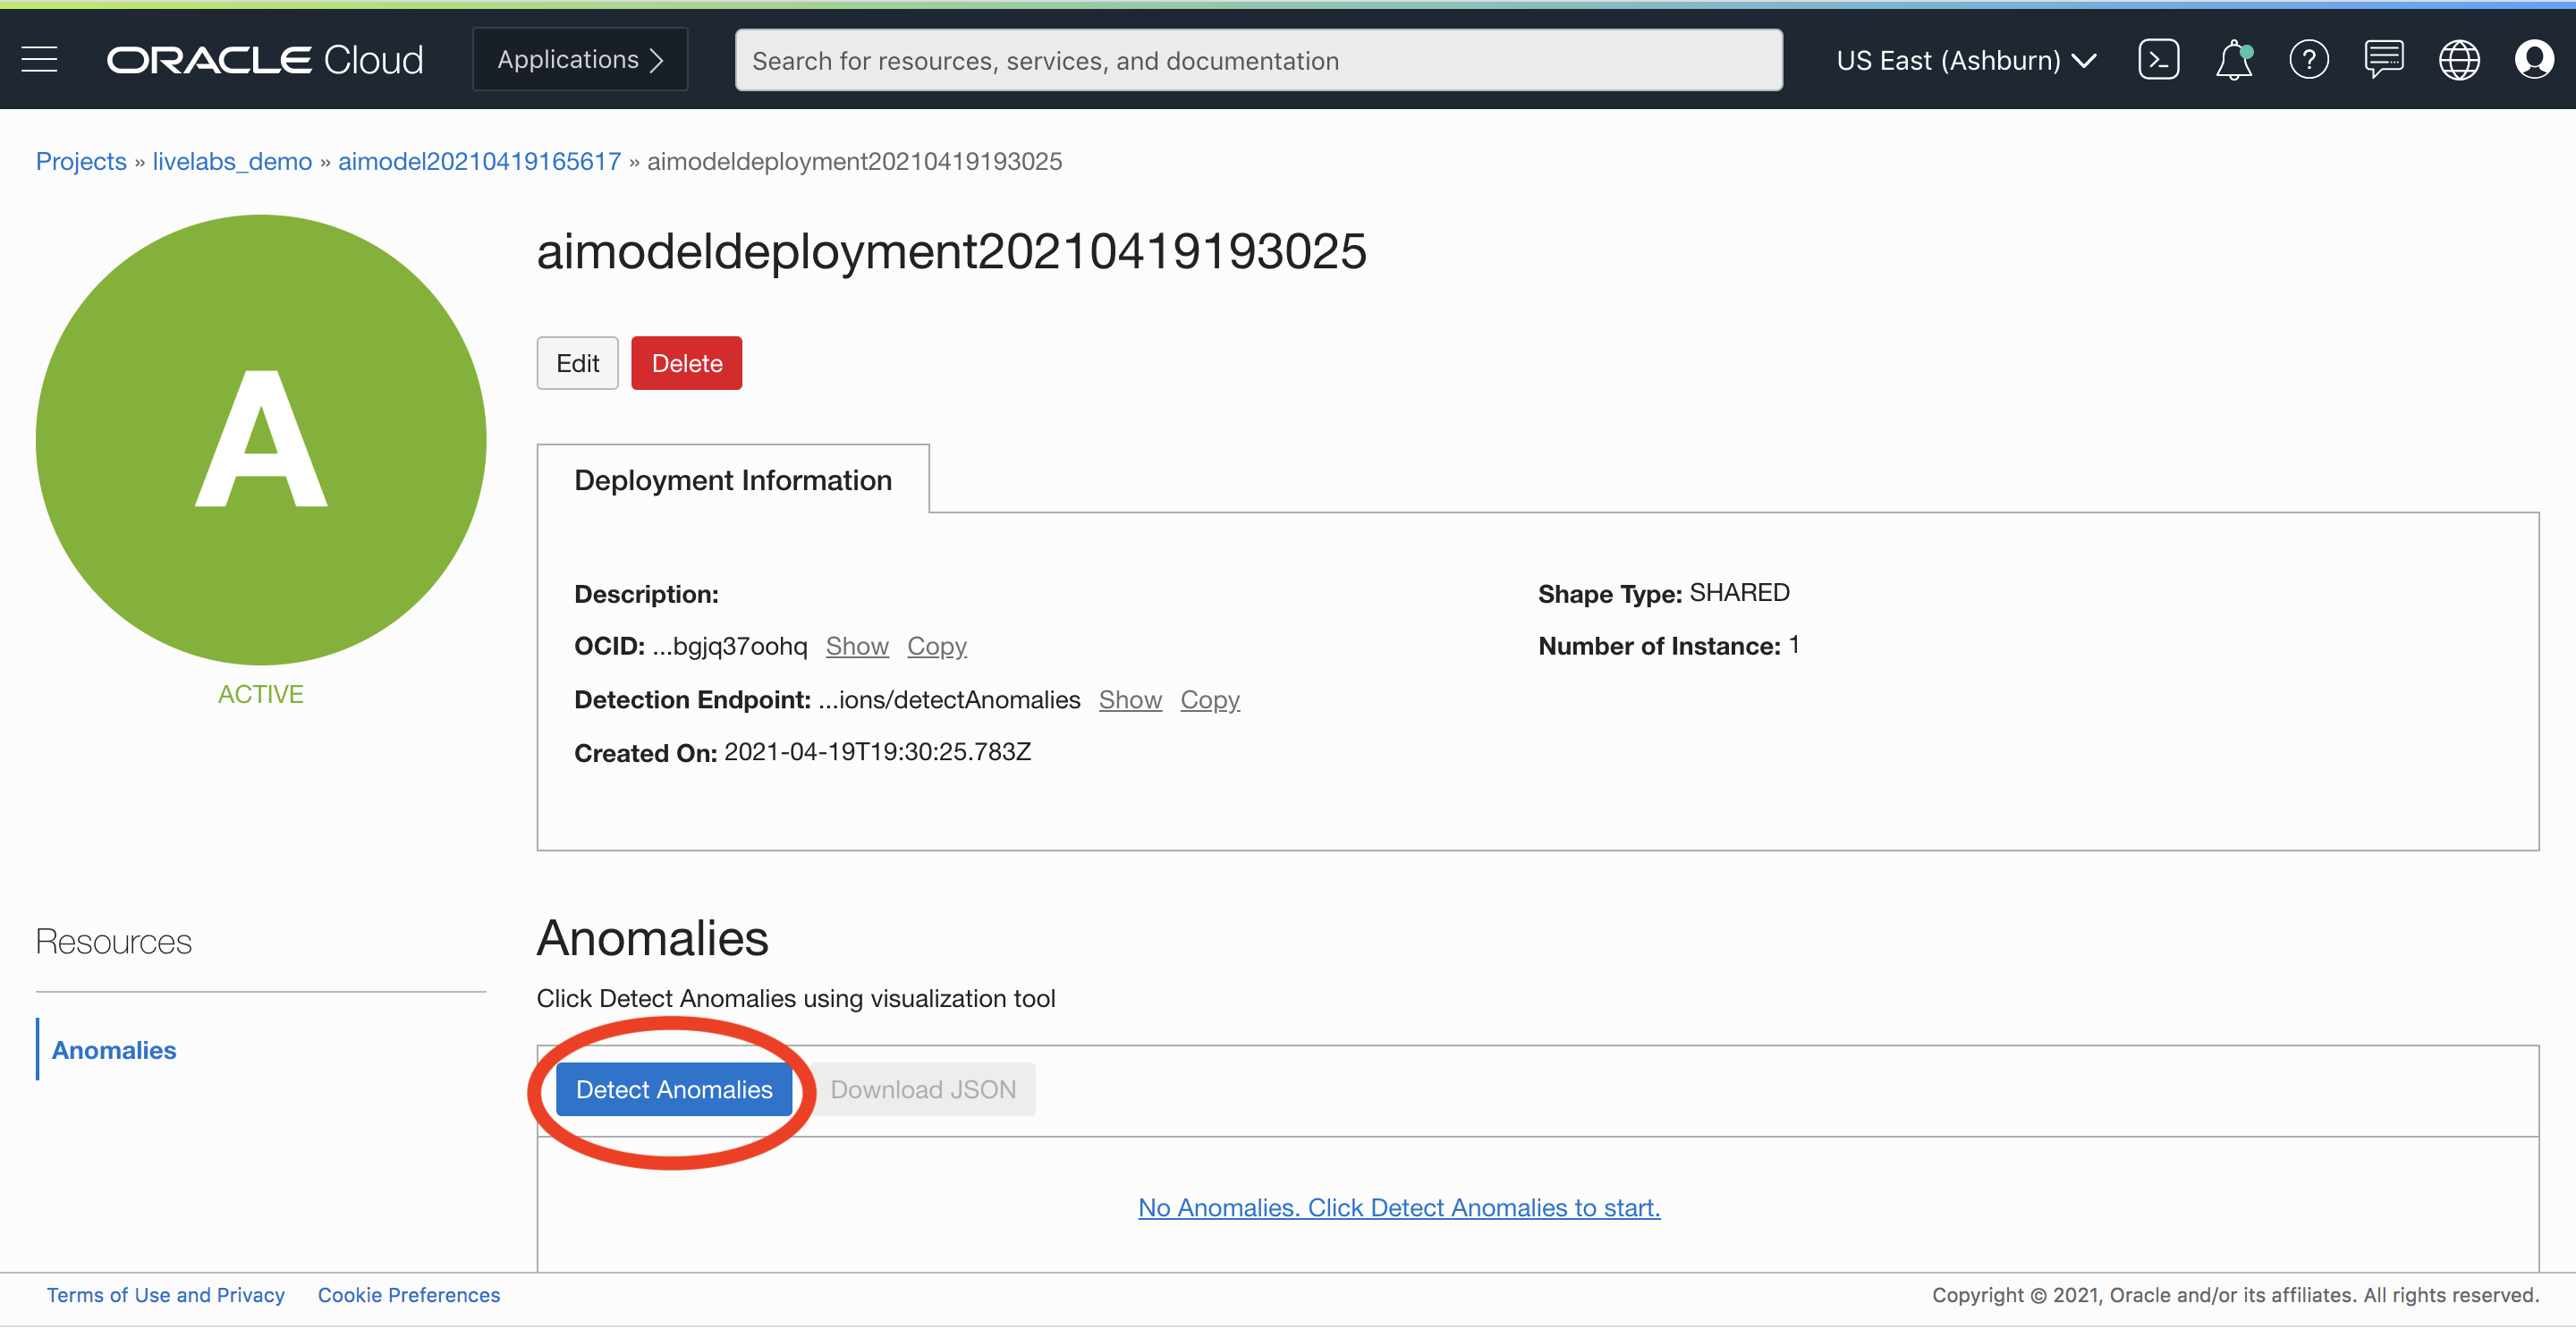 ORACLE Cloud
Applications
Search for resources, services, and documentation
US East (Ashburn)
Projects » livelabs_demo » aimodel20210419165617 » aimodeldeployment20210419193025
A
ACTIVE
aimodeldeployment20210419193025
Edit
Delete
Deployment Information
Description:
OCID: ...bgjq37oohq Show Copy
Detection Endpoint: ...ions/detectAnomalies Show Copy
Created On: 2021-04-19T19:30:25.783Z
Shape Type: SHARED
Number of Instance: 1
Resources
Anomalies
Anomalies
Click Detect Anomalies using visualization tool
Detect Anomalies
Download JSON
No Anomalies. Click Detect Anomalies to start.
Terms of Use and Privacy
Cookie Preferences
Copyright © 2021, Oracle and/or its affiliates. All rights reserved.